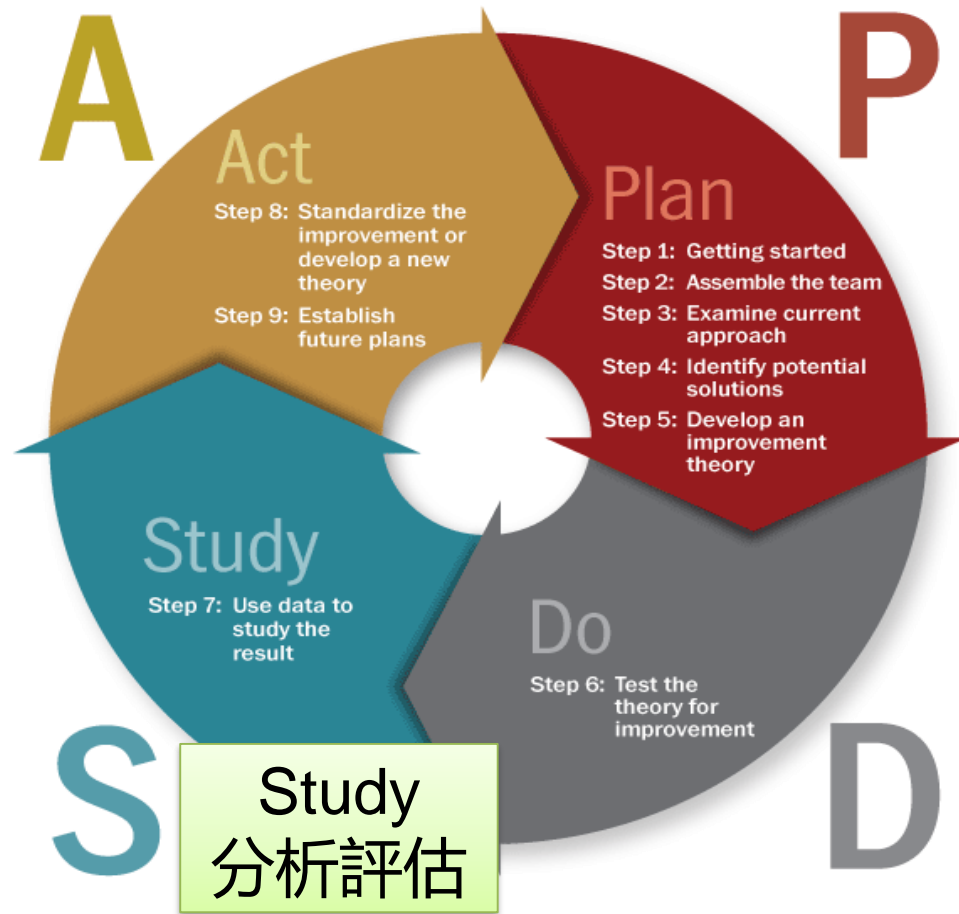 A
P
Act
Step 8: Standardize the
improvement or
develop a new
theory
Step 9: Establish
future plans
Plan
Step 1: Getting started
Step 2: Assemble the team
Step 3: Examine current
approach
Step 4: Identify potential
solutions
Step 5: Develop an
improvement
theory
Study
Step 7: Use data to
study the
result
Do
Step 6: Test the
theory for
improvement
S
D
Study
分析評估